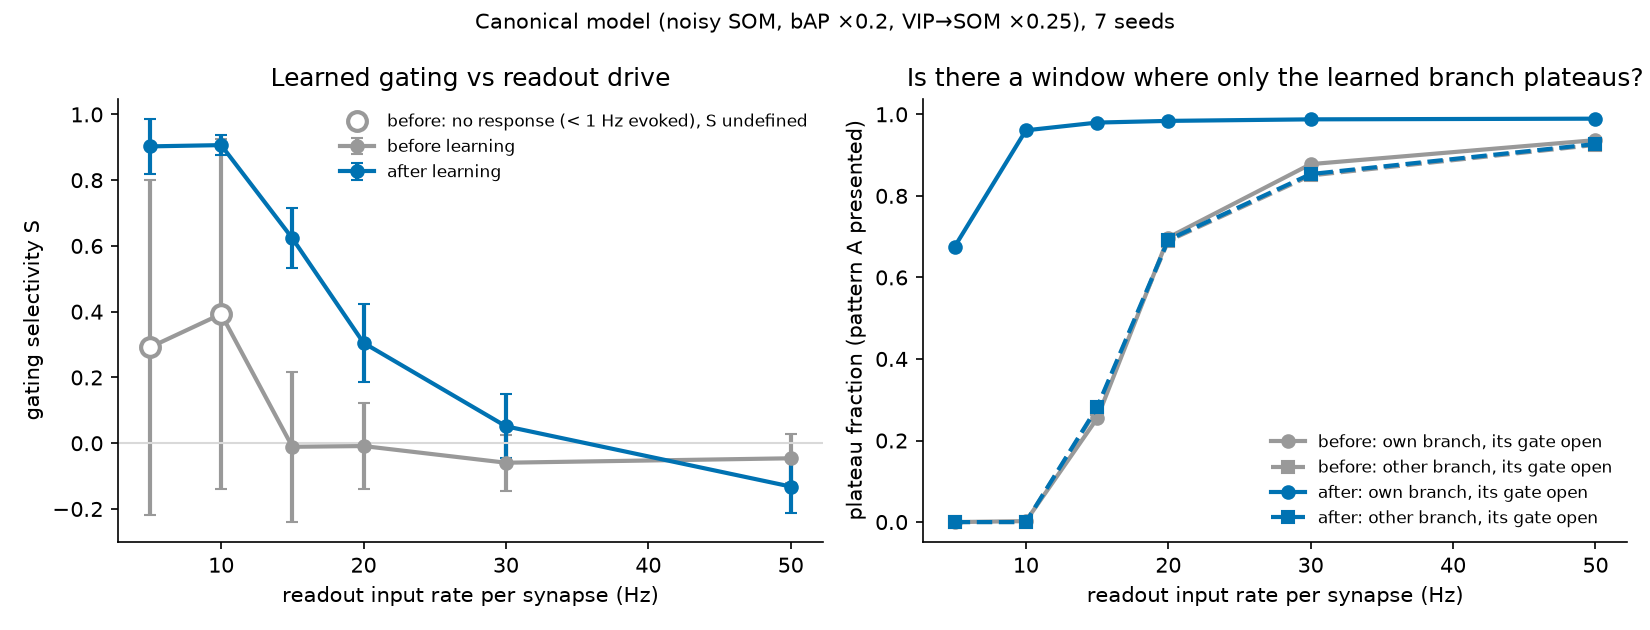 Canonical model (noisy SOM, bAP ×0.2, VIP→SOM ×0.25), 7 seeds
Learned gating vs readout drive
gating selectivity S
1.0
0.8
0.6
0.4
0.2
0.0
−0.2
before: no response (< 1 Hz evoked), S undefined
before learning
after learning
10
20
30
40
50
readout input rate per synapse (Hz)
Is there a window where only the learned branch plateaus?
plateau fraction (pattern A presented)
1.0
0.8
0.6
0.4
0.2
0.0
before: own branch, its gate open
before: other branch, its gate open
after: own branch, its gate open
after: other branch, its gate open
10
20
30
40
50
readout input rate per synapse (Hz)